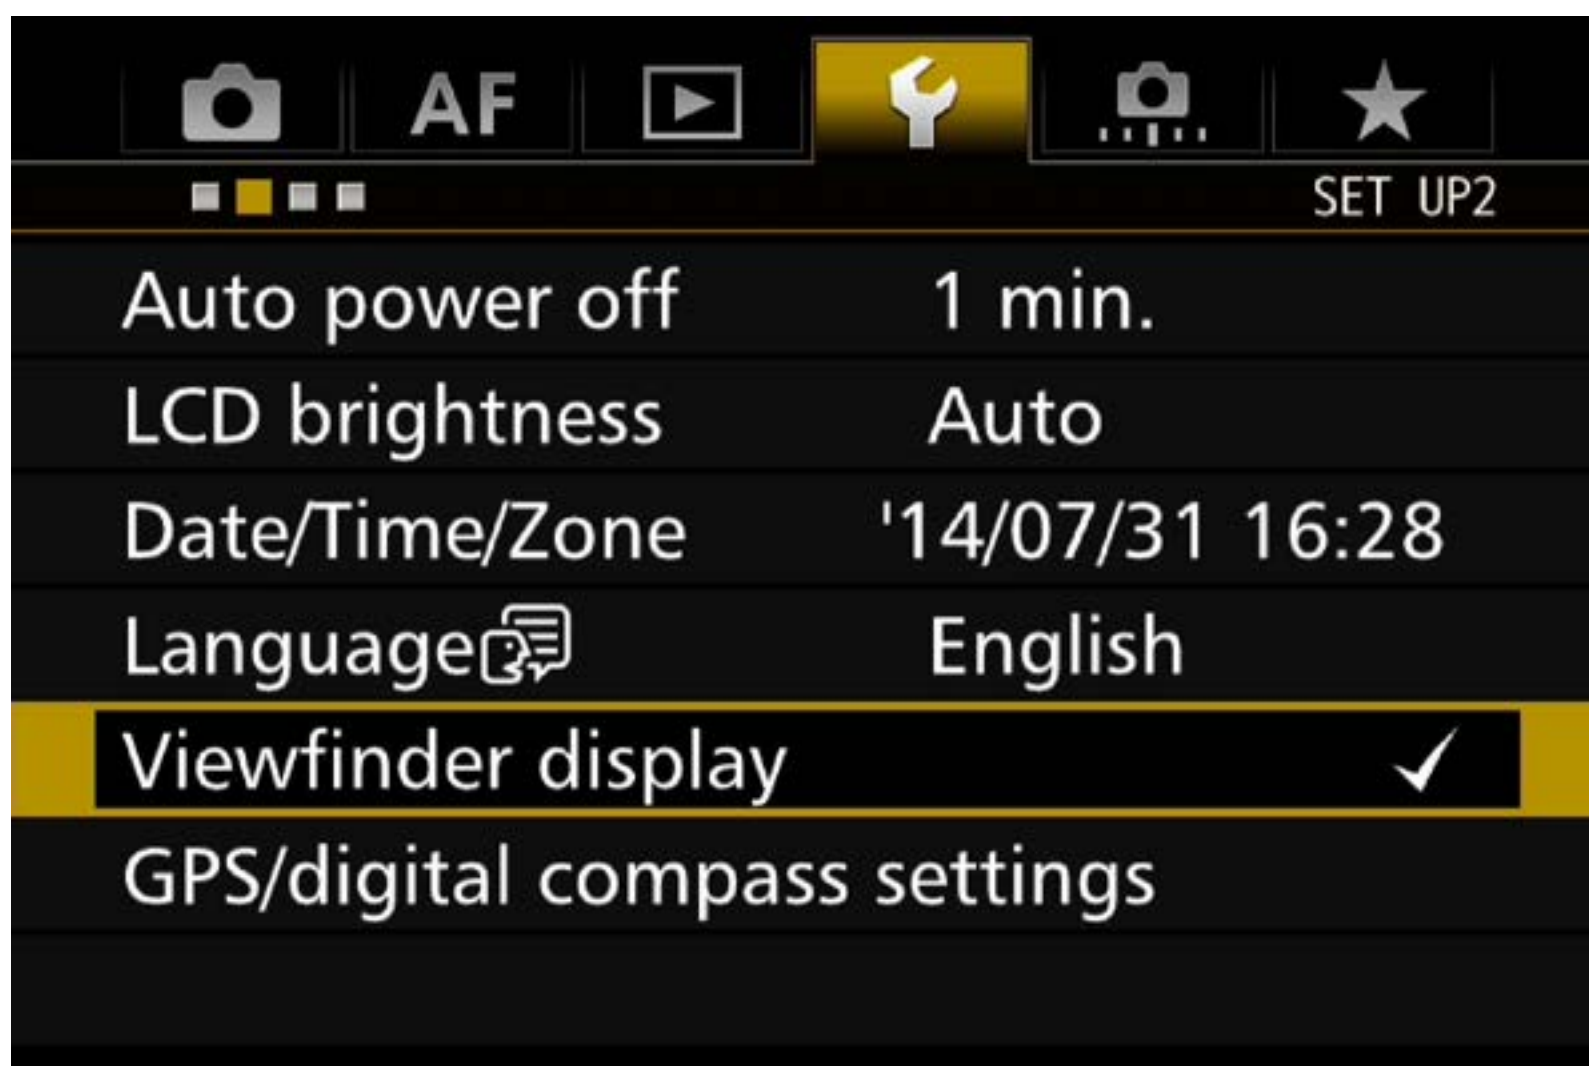 AF
SET UP2
Auto power off 1 min.
LCD brightness Auto
Date/Time/Zone '14/07/31 16:28
Language English
Viewfinder display
GPS/digital compass settings